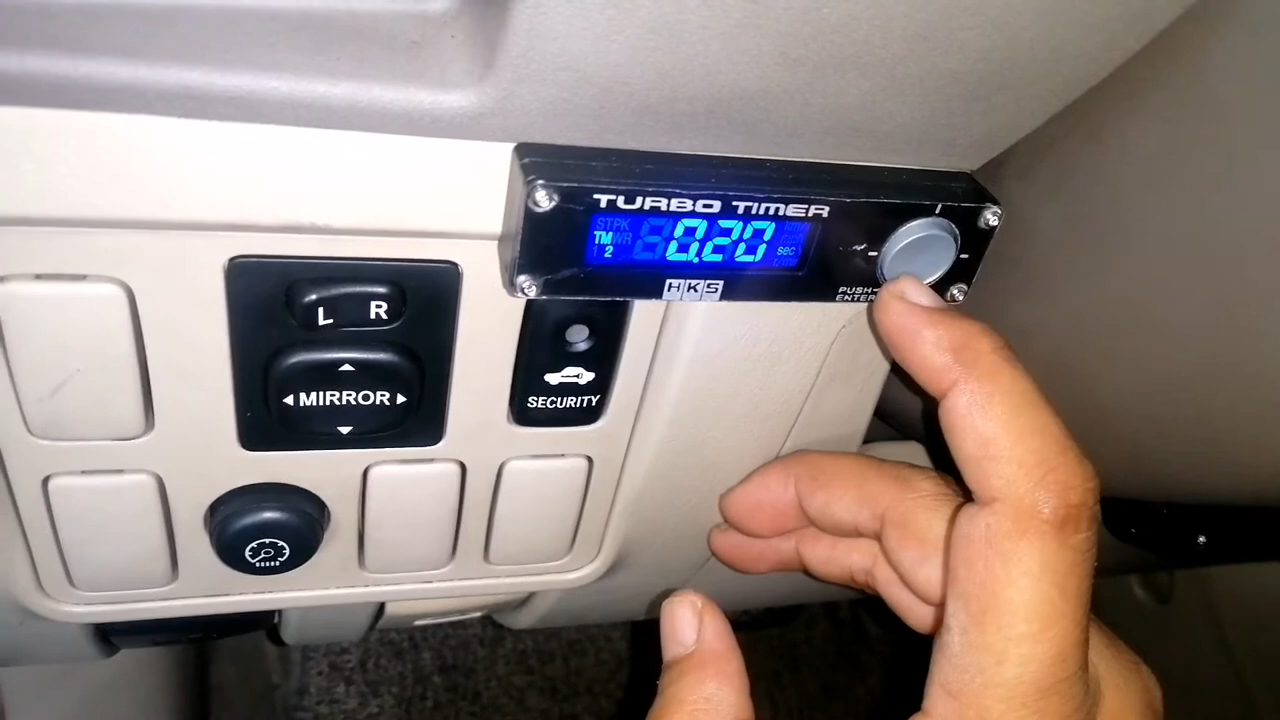 TURBO TIMER
STPK
TM WR
1 2
0.20
sec
HKS
PUSH
ENTER
L R
MIRROR
SECURITY